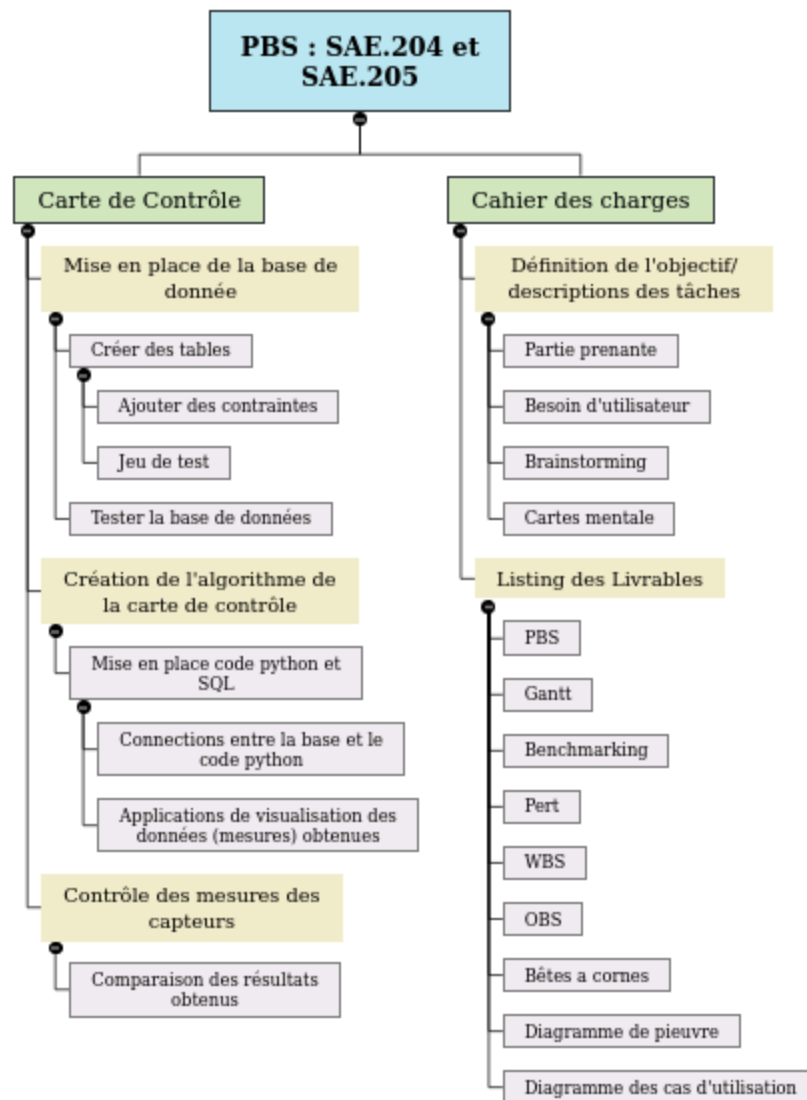 PBS : SAE.204 et
SAE.205
Carte de Contrôle
Mise en place de la base de
donnée
Créer des tables
Ajouter des contraintes
Jeu de test
Tester la base de données
Création de l'algorithme de
la carte de contrôle
Mise en place code python et
SQL
Connections entre la base et le
code python
Applications de visualisation des
données (mesures) obtenues
Contrôle des mesures des
capteurs
Comparaison des résultats
obtenus
Cahier des charges
Définition de l'objectif/
descriptions des tâches
Partie prenante
Besoin d'utilisateur
Brainstorming
Cartes mentale
Listing des Livrables
PBS
Gantt
Benchmarking
Pert
WBS
OBS
Bêtes a cornes
Diagramme de pieuvre
Diagramme des cas d'utilisation